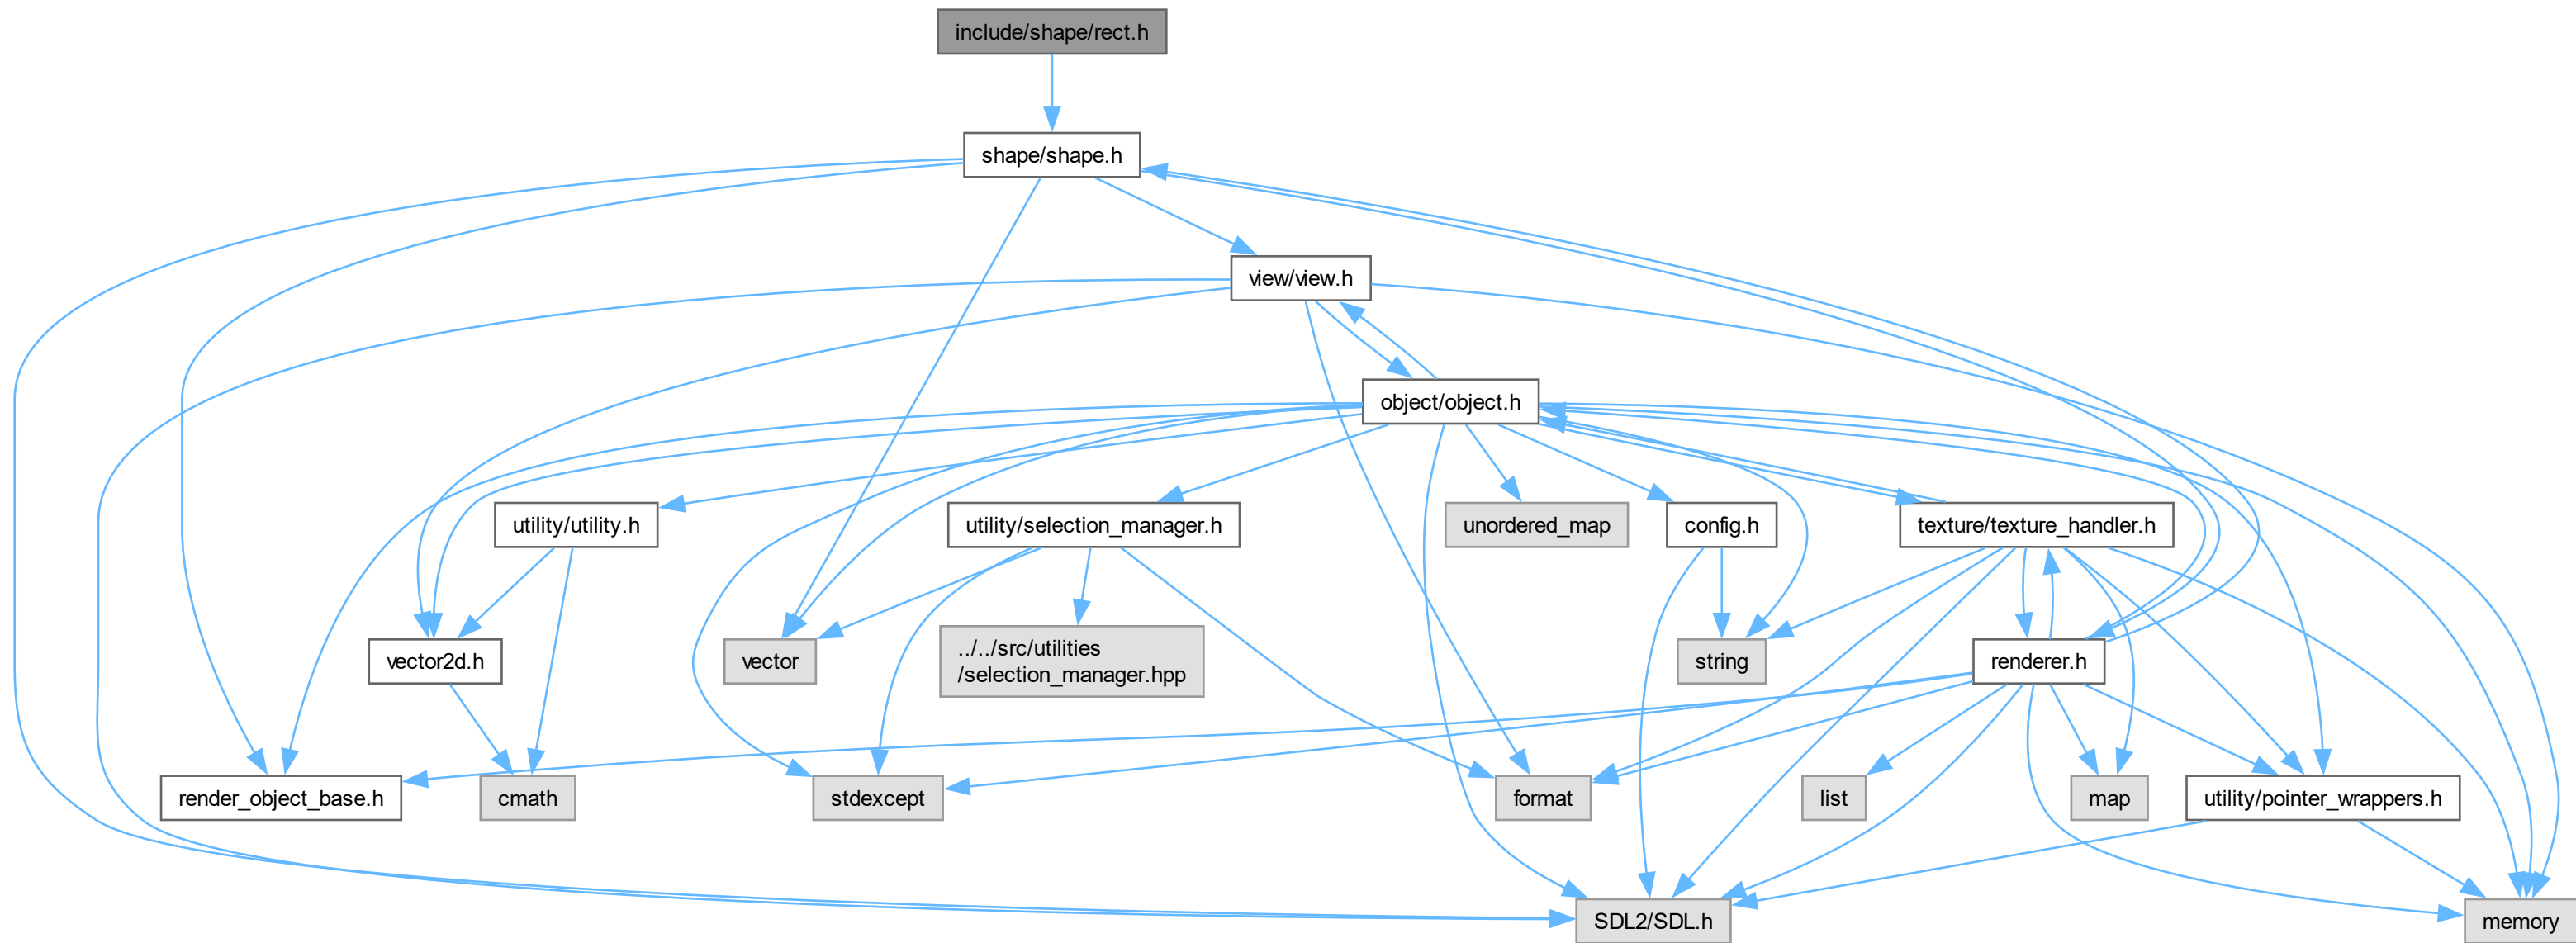 include/shape/rect.h
shape/shape.h
view/view.h
object/object.h
utility/utility.h
utility/selection_manager.h
unordered_map
config.h
texture/texture_handler.h
vector2d.h
vector
../../src/utilities
/selection_manager.hpp
string
renderer.h
render_object_base.h
cmath
stdexcept
format
list
map
utility/pointer_wrappers.h
SDL2/SDL.h
memory